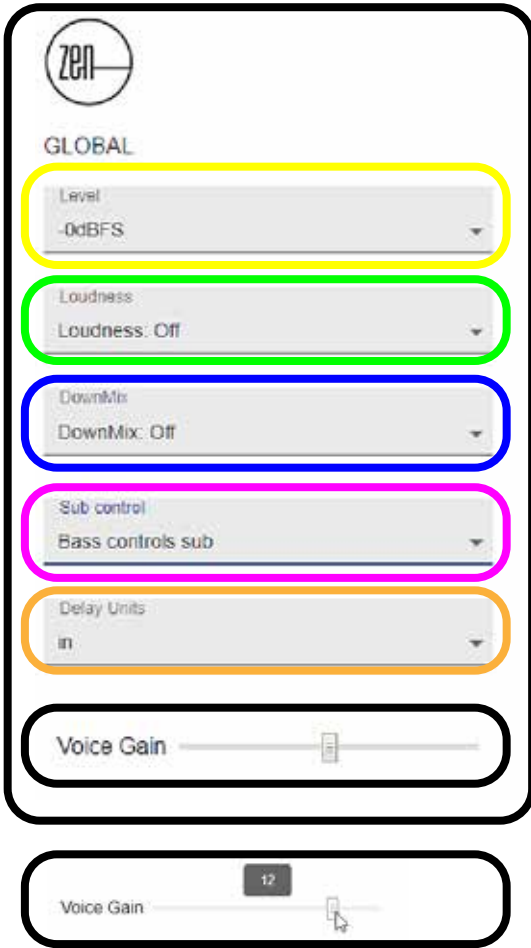 zen
GLOBAL
Level
-0dBFS
Loudness
Loudness: Off
DownMix
DownMix: Off
Sub control
Bass controls sub
Delay Units
in
Voice Gain
12
Voice Gain